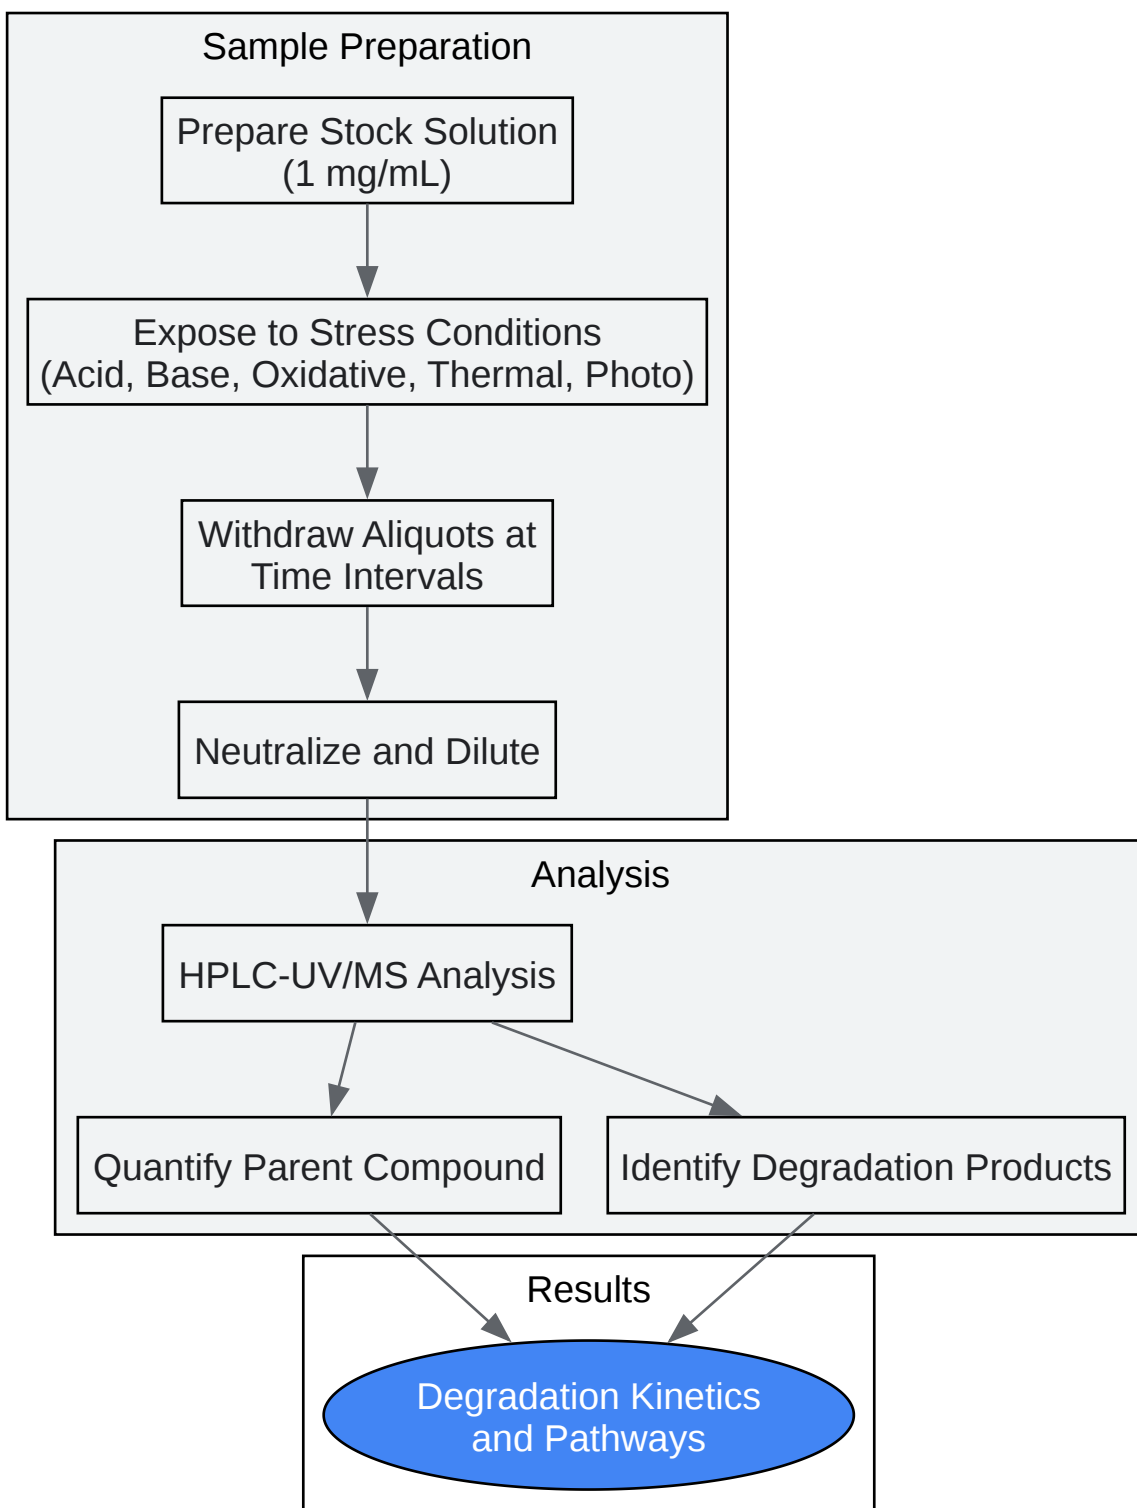 Sample Preparation
Prepare Stock Solution
(1 mg/mL)
Expose to Stress Conditions
(Acid, Base, Oxidative, Thermal, Photo)
Withdraw Aliquots at
Time Intervals
Neutralize and Dilute
Analysis
HPLC-UV/MS Analysis
Quantify Parent Compound
Identify Degradation Products
Results
Degradation Kinetics
and Pathways